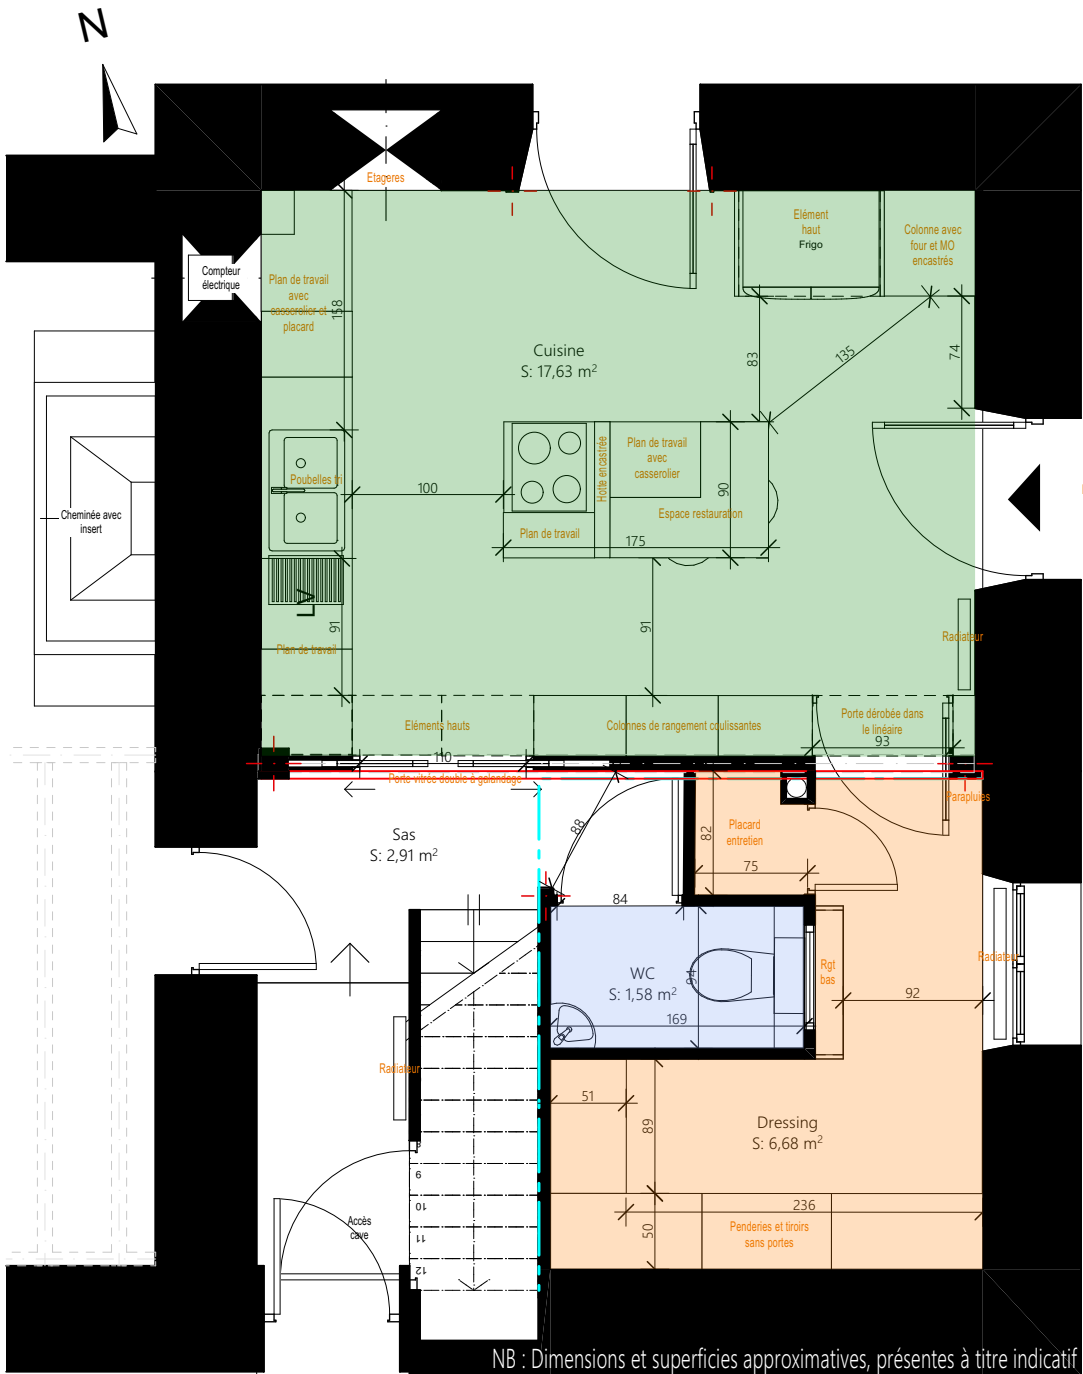 N
Etageres
Elément
haut
Frigo
Colonne avec
four et MO
encastrés
Compteur
électrique
Plan de travail
avec
casserolier et
placard
158
Cuisine
S: 17,63 m²
83
135
74
Poubelles tri
100
Hotte encastrée
Plan de travail
avec
casserolier
90
Espace restauration
Plan de travail
175
Cheminée avec
insert
LV
91
91
Plan de travail
Radiateur
Eléments hauts
Colonnes de rangement coulissantes
Porte dérobée dans
le linéaire
93
110
Porte vitrée double à galandage
Parapluies
Sas
S: 2,91 m²
88
82
Placard
entretien
75
84
WC
S: 1,58 m²
94
169
Rgt
bas
92
Radiateur
Radiateur
51
89
Dressing
S: 6,68 m²
236
50
Penderies et tiroirs
sans portes
9
10
11
12
Accès
cave
NB : Dimensions et superficies approximatives, présentes à titre indicatif